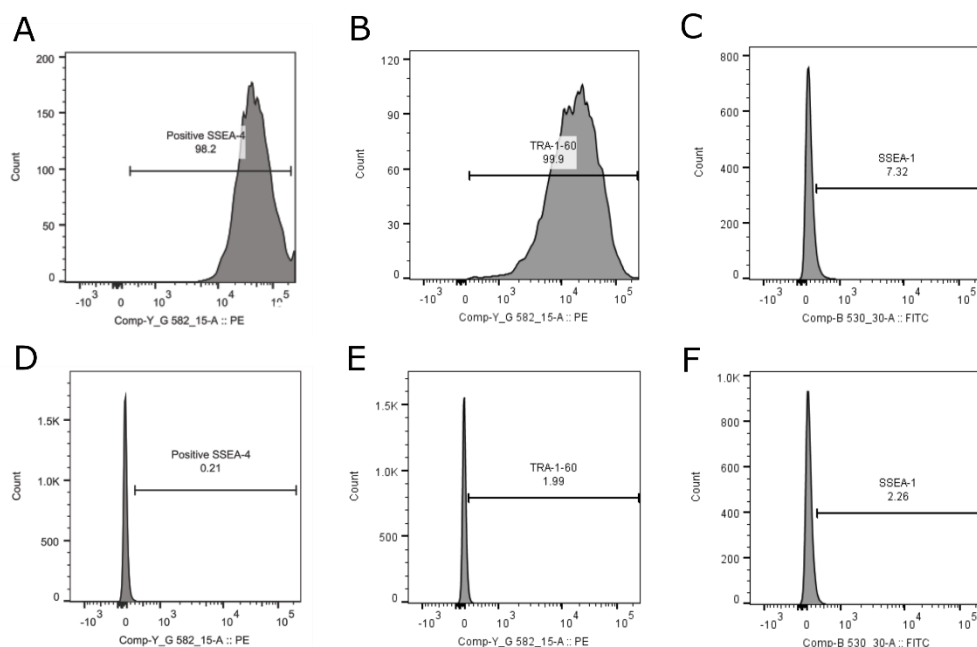 A
200
150
100
50
0
Count
Positive SSEA-4
98.2
-10³ 0 10³ 10⁴ 10⁵
Comp-Y_G 582_15-A :: PE
B
120
90
60
30
0
Count
TRA-1-60
99.9
-10³ 0 10³ 10⁴ 10⁵
Comp-Y_G 582_15-A :: PE
C
800
600
400
200
0
Count
SSEA-1
7.32
-10³ 0 10³ 10⁴ 10⁵
Comp-B 530_30-A :: FITC
D
1.5K
1.0K
500
0
Count
Positive SSEA-4
0.21
-10³ 0 10³ 10⁴ 10⁵
Comp-Y_G 582_15-A :: PE
E
1.5K
1.0K
500
0
Count
TRA-1-60
1.99
-10³ 0 10³ 10⁴ 10⁵
Comp-Y_G 582_15-A :: PE
F
1.0K
800
600
400
200
0
Count
SSEA-1
2.26
-10³ 0 10³ 10⁴ 10⁵
Comp-B 530_30-A :: FITC